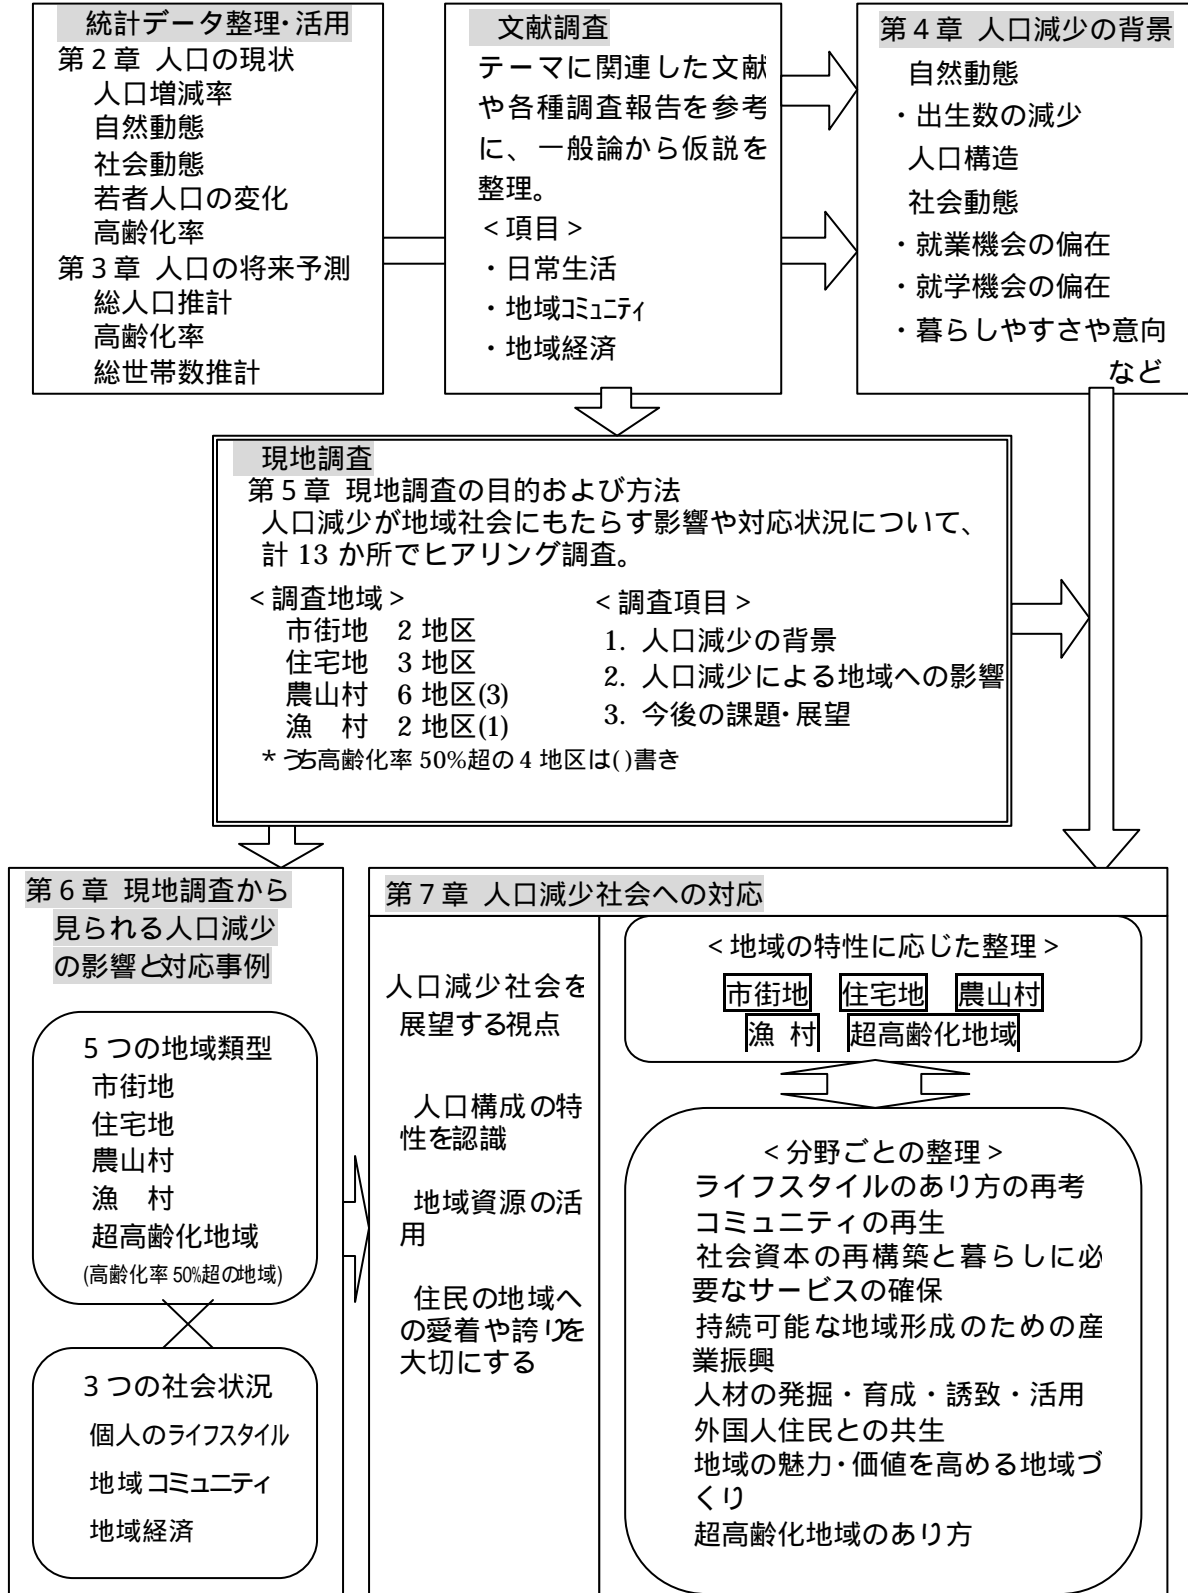 統計データ整理・活用
第2章 人口の現状
人口増減率
自然動態
社会動態
若者人口の変化
高齢化率
第3章 人口の将来予測
総人口推計
高齢化率
総世帯数推計
文献調査
テーマに関連した文献
や各種調査報告を参考
に、一般論から仮説を
整理。
<項目>
・日常生活
・地域コミュニティ
・地域経済
第4章 人口減少の背景
自然動態
・出生数の減少
人口構造
社会動態
・就業機会の偏在
・就学機会の偏在
・暮らしやすさや意向
など
現地調査
第5章 現地調査の目的および方法
人口減少が地域社会にもたらす影響や対応状況について、
計 13 か所でヒアリング調査。
<調査地域>
市街地 2 地区
住宅地 3 地区
農山村 6 地区(3)
漁 村 2 地区(1)
*うち高齢化率 50%超の 4 地区は( )書き
<調査項目>
1. 人口減少の背景
2. 人口減少による地域への影響
3. 今後の課題・展望
第6章 現地調査から
見られる人口減少
の影響と対応事例
5つの地域類型
市街地
住宅地
農山村
漁 村
超高齢化地域
(高齢化率 50%超の地域)
3つの社会状況
個人のライフスタイル
地域コミュニティ
地域経済
第7章 人口減少社会への対応
人口減少社会を
展望する視点
人口構成の特
性を認識
地域資源の活
用
住民の地域へ
の愛着や誇りを
大切にする
<地域の特性に応じた整理>
市街地 住宅地 農山村
漁 村 超高齢化地域
<分野ごとの整理>
ライフスタイルのあり方の再考
コミュニティの再生
社会資本の再構築と暮らしに必
要なサービスの確保
持続可能な地域形成のための産
業振興
人材の発掘・育成・誘致・活用
外国人住民との共生
地域の魅力・価値を高める地域づ
くり
超高齢化地域のあり方